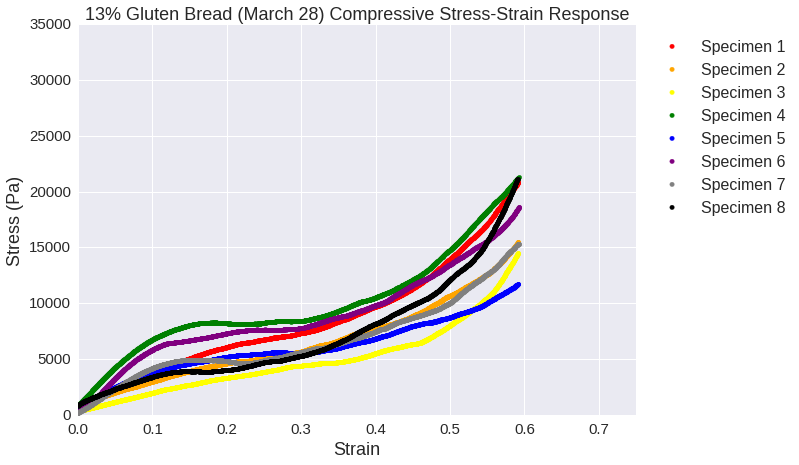 13% Gluten Bread (March 28) Compressive Stress-Strain Response
35000
30000
25000
20000
15000
10000
5000
0
Stress (Pa)
0.0 0.1 0.2 0.3 0.4 0.5 0.6 0.7
Strain
Specimen 1
Specimen 2
Specimen 3
Specimen 4
Specimen 5
Specimen 6
Specimen 7
Specimen 8